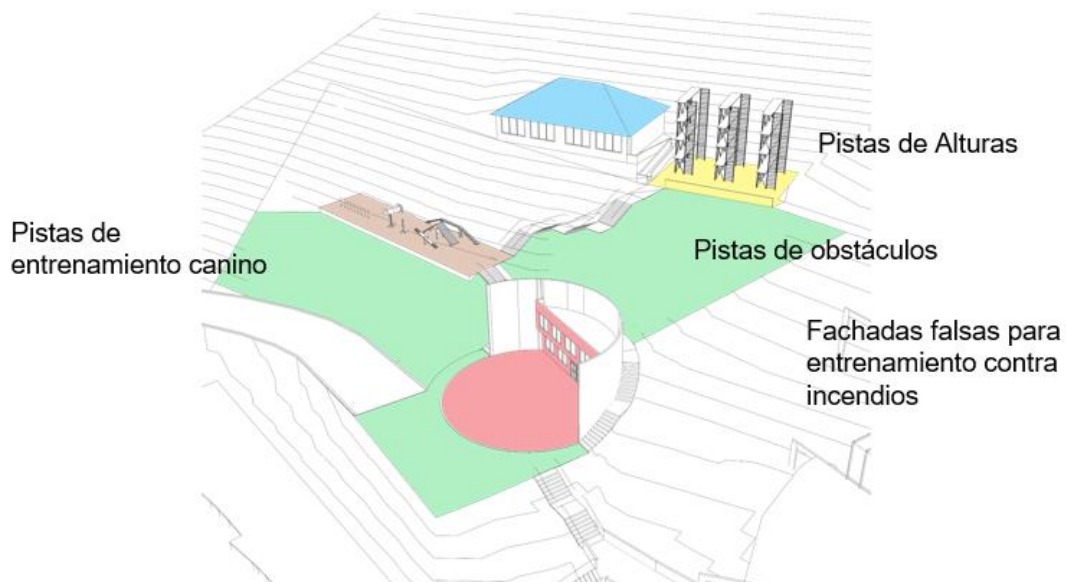 Pistas de Alturas
Pistas de
entrenamiento canino
Pistas de obstáculos
Fachadas falsas para
entrenamiento contra
incendios